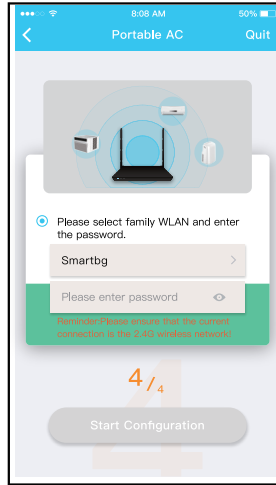 8:08 AM
50%
Portable AC
Quit
Please select family WLAN and enter
the password.
Smartbg
Please enter password
Reminder:Please ensure that the current
connection is the 2.4G wireless network!
4/4
Start Configuration